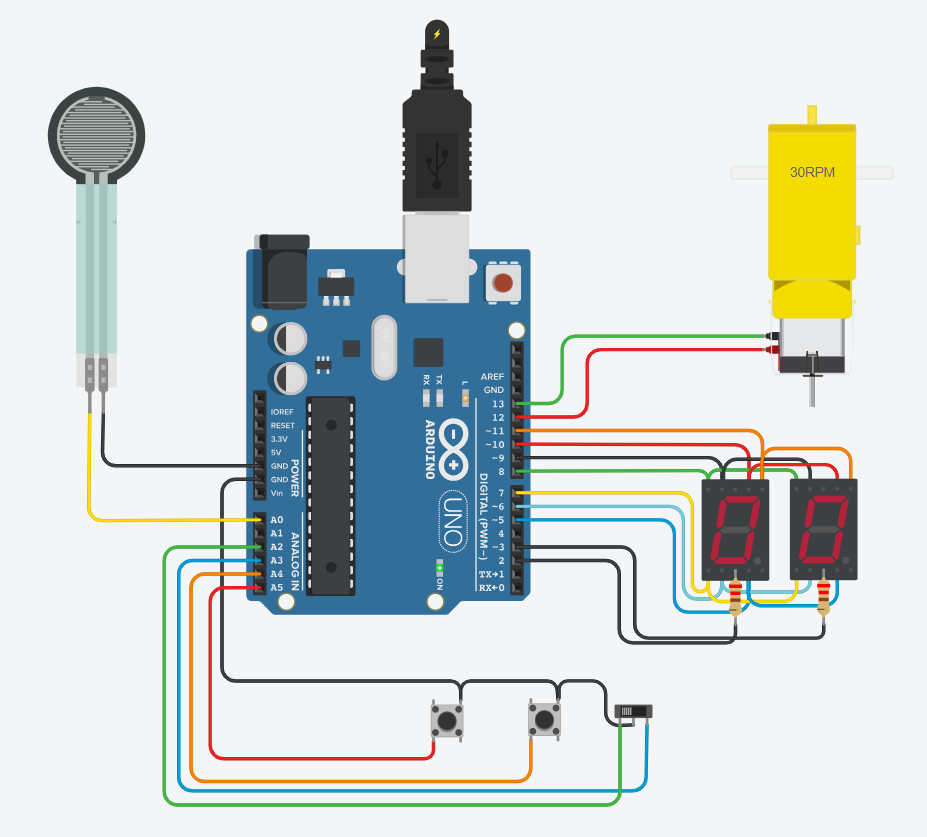 30RPM
RX
TX
L
AREF
GND
13
12
~11
~10
~9
8
7
~6
~5
4
~3
2
TX→1
RX←0
DIGITAL (PWM~)
ARDUINO
UNO
ON
IOREF
RESET
3.3V
5V
GND
GND
Vin
POWER
A0
A1
A2
A3
A4
A5
ANALOG IN